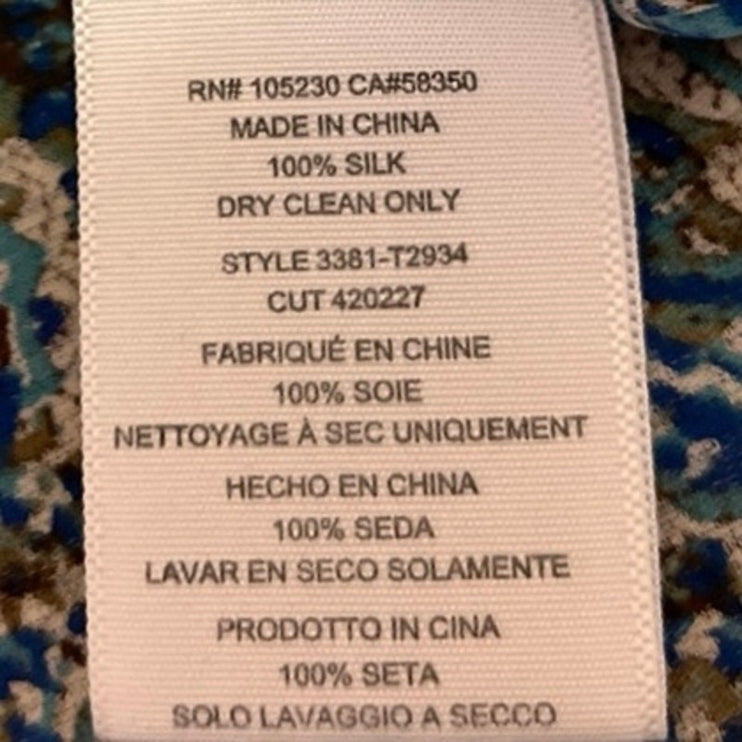 RN# 105230 CA#58350
MADE IN CHINA
100% SILK
DRY CLEAN ONLY
STYLE 3381-T2934
CUT 420227
FABRIQUÉ EN CHINE
100% SOIE
NETTOYAGE À SEC UNIQUEMENT
HECHO EN CHINA
100% SEDA
LAVAR EN SECO SOLAMENTE
PRODOTTO IN CINA
100% SETA
SOLO LAVAGGIO A SECCO